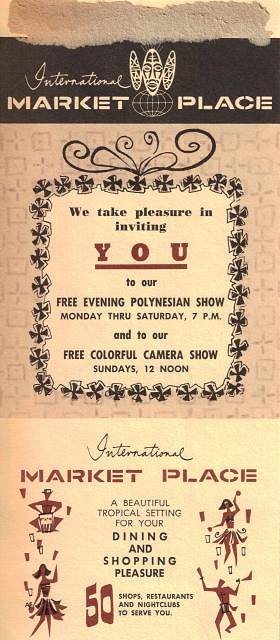 International
MARKET PLACE
We take pleasure in
inviting
YOU
to our
FREE EVENING POLYNESIAN SHOW
MONDAY THRU SATURDAY, 7 P.M.
and to our
FREE COLORFUL CAMERA SHOW
SUNDAYS, 12 NOON
International
MARKET PLACE
A BEAUTIFUL
TROPICAL SETTING
FOR YOUR
DINING
AND
SHOPPING
PLEASURE
50 SHOPS, RESTAURANTS
AND NIGHTCLUBS
TO SERVE YOU.